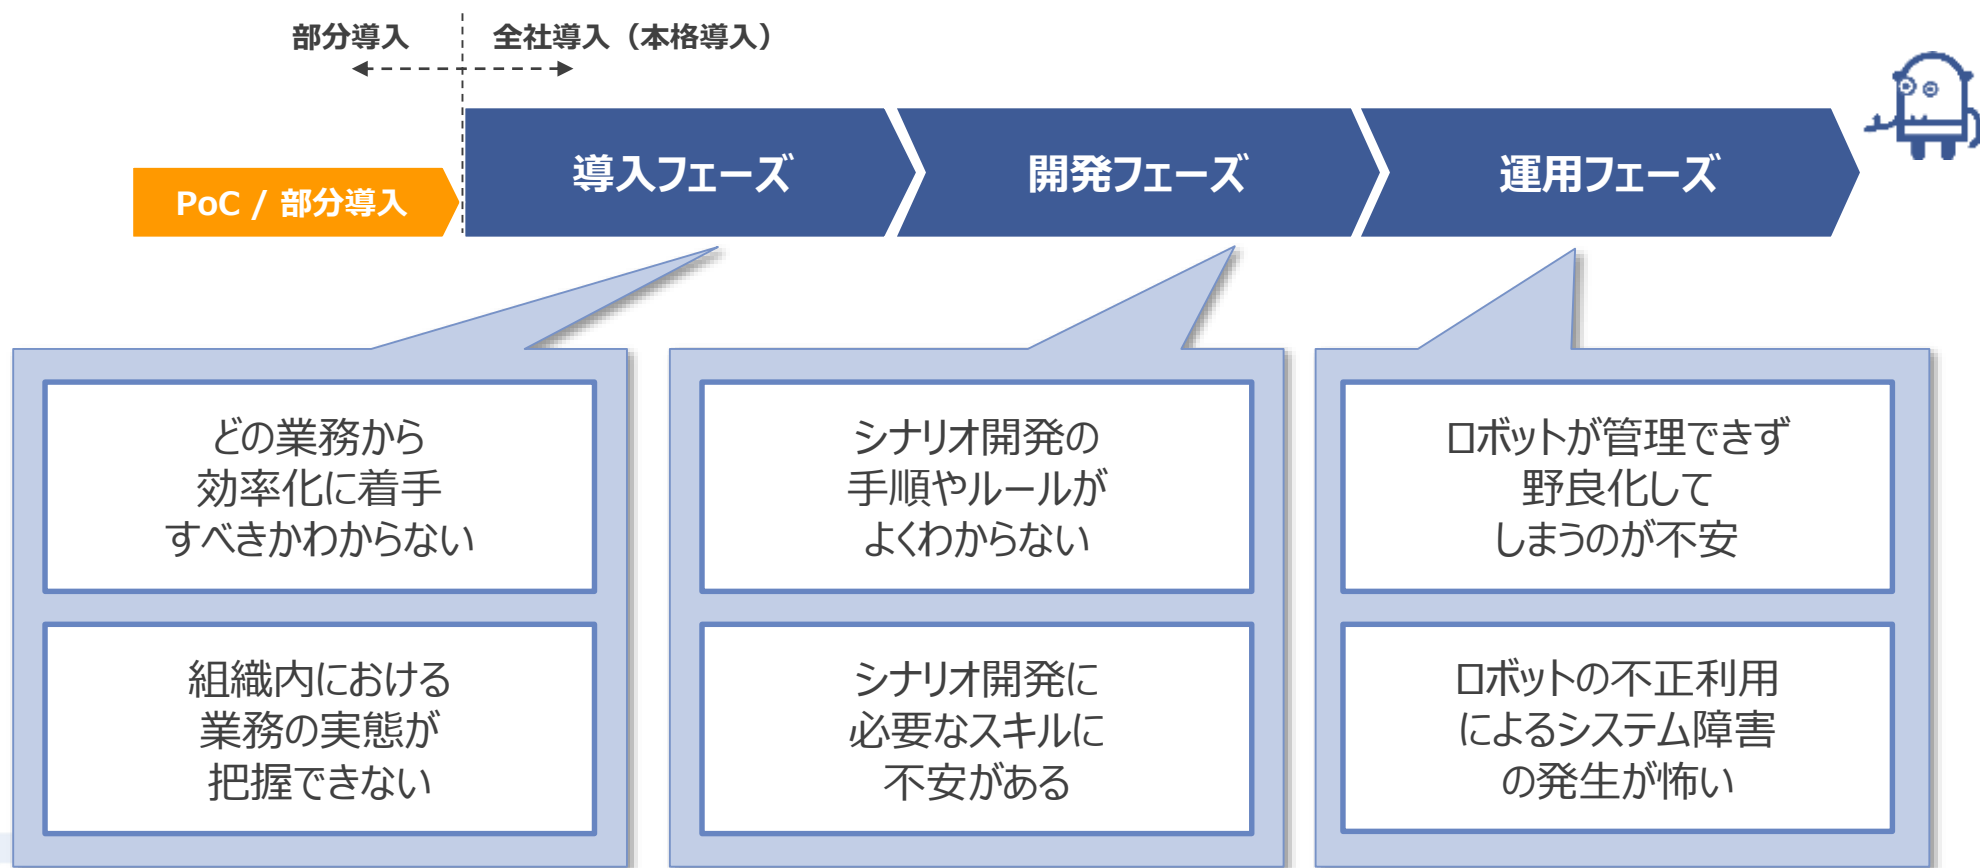 部分導入
全社導入（本格導入）
PoC / 部分導入
導入フェーズ
開発フェーズ
運用フェーズ
どの業務から
効率化に着手
すべきかわからない
組織内における
業務の実態が
把握できない
シナリオ開発の
手順やルールが
よくわからない
シナリオ開発に
必要なスキルに
不安がある
ロボットが管理できず
野良化して
しまうのが不安
ロボットの不正利用
によるシステム障害
の発生が怖い